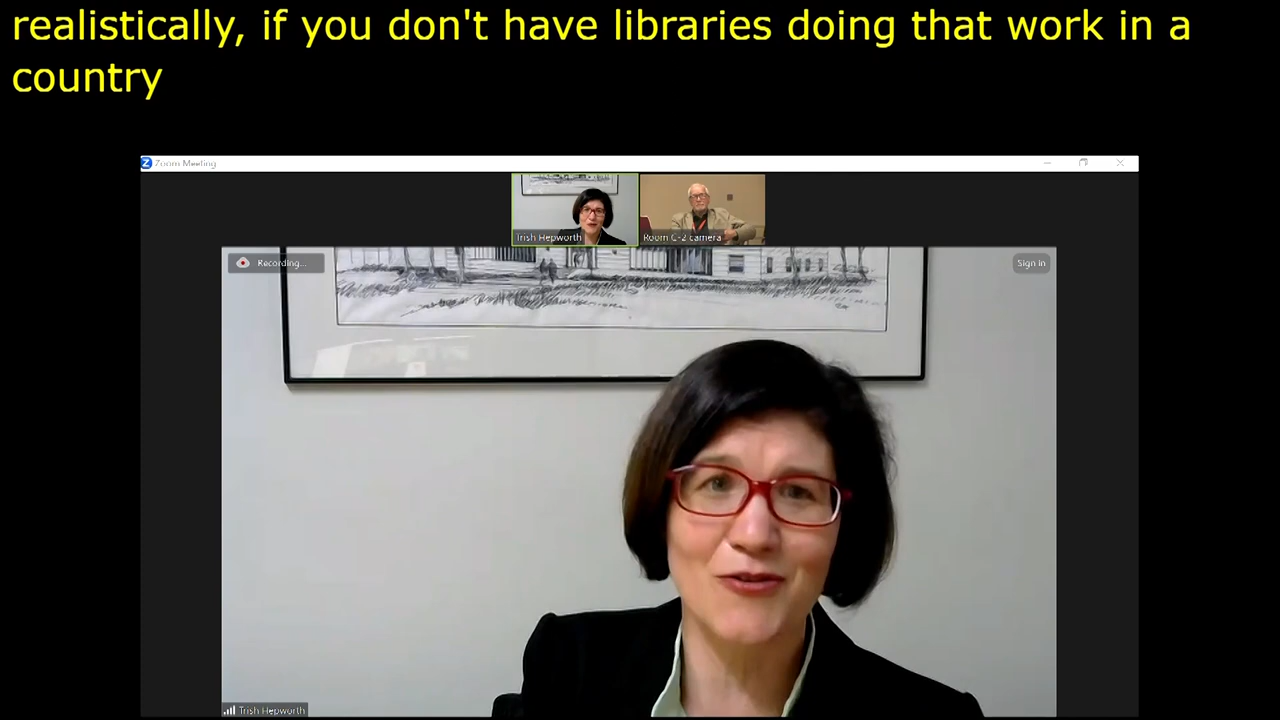 realistically, if you don't have libraries doing that work in a
country
Zoom Meeting
Trish Hepworth
Room C-2 camera
Recording...
Sign in
Trish Hepworth